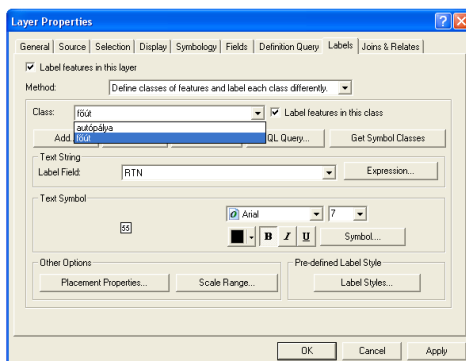 Layer Properties
General Source Selection Display Symbology Fields Definition Query Labels Joins & Relates
Label features in this layer
Method: Define classes of features and label each class differently.
Class: főút Label features in this class
autópálya
főút
Add. QL Query... Get Symbol Classes
Text String
Label Field: RTN Expression...
Text Symbol
55 Arial 7
B I U Symbol...
Other Options Pre-defined Label Style
Placement Properties... Scale Range... Label Styles...
OK Cancel Apply